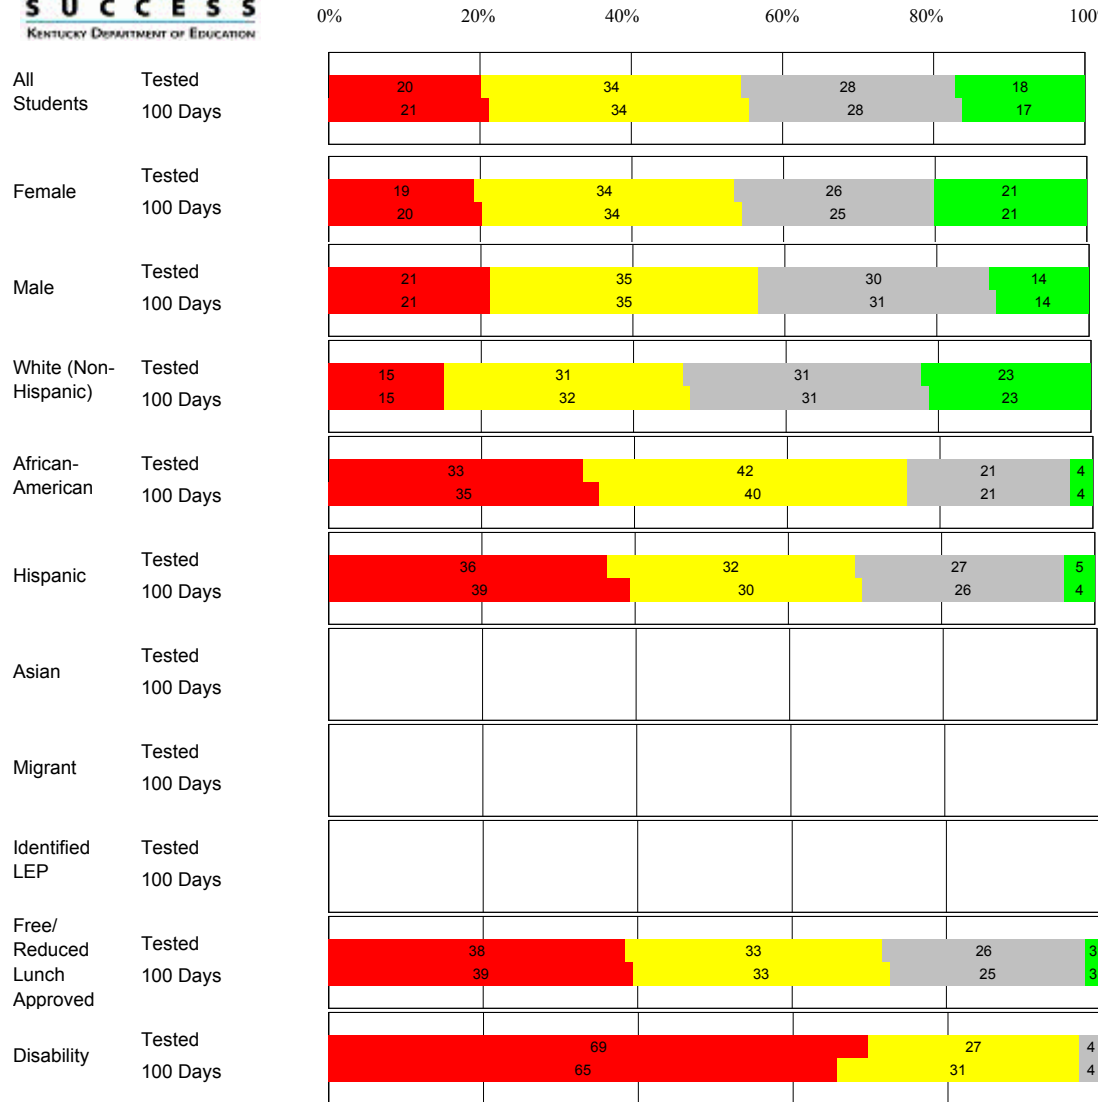 SUCCESS
KENTUCKY DEPARTMENT OF EDUCATION
0% 20% 40% 60% 80% 100%
All Students
Tested 20 34 28 18
100 Days 21 34 28 17
Female
Tested 19 34 26 21
100 Days 20 34 25 21
Male
Tested 21 35 30 14
100 Days 21 35 31 14
White (Non-
Hispanic)
Tested 15 31 31 23
100 Days 15 32 31 23
African-
American
Tested 33 42 21 4
100 Days 35 40 21 4
Hispanic
Tested 36 32 27 5
100 Days 39 30 26 4
Asian
Tested
100 Days
Migrant
Tested
100 Days
Identified
LEP
Tested
100 Days
Free/
Reduced
Lunch
Approved
Tested 38 33 26 3
100 Days 39 33 25 3
Disability
Tested 69 27 4
100 Days 65 31 4